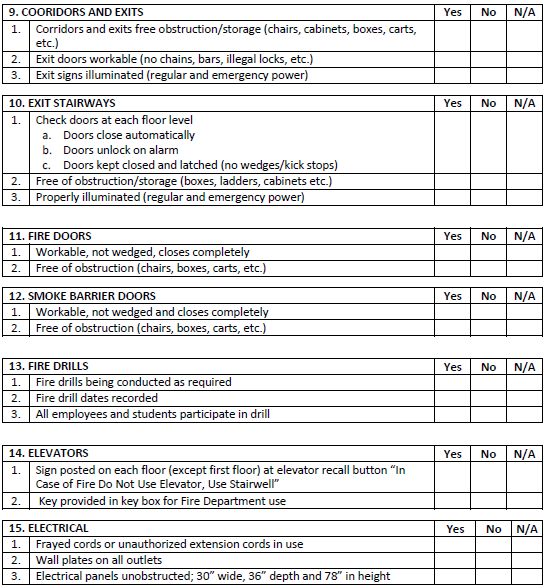 9. COORIDORS AND EXITS Yes No N/A
1. Corridors and exits free obstruction/storage (chairs, cabinets, boxes, carts,
etc.)
2. Exit doors workable (no chains, bars, illegal locks, etc.)
3. Exit signs illuminated (regular and emergency power)
10. EXIT STAIRWAYS Yes No N/A
1. Check doors at each floor level
a. Doors close automatically
b. Doors unlock on alarm
c. Doors kept closed and latched (no wedges/kick stops)
2. Free of obstruction/storage (boxes, ladders, cabinets etc.)
3. Properly illuminated (regular and emergency power)
11. FIRE DOORS Yes No N/A
1. Workable, not wedged, closes completely
2. Free of obstruction (chairs, boxes, carts, etc.)
12. SMOKE BARRIER DOORS Yes No N/A
1. Workable, not wedged and closes completely
2. Free of obstruction (chairs, boxes, carts, etc.)
13. FIRE DRILLS Yes No N/A
1. Fire drills being conducted as required
2. Fire drill dates recorded
3. All employees and students participate in drill
14. ELEVATORS Yes No N/A
1. Sign posted on each floor (except first floor) at elevator recall button “In
Case of Fire Do Not Use Elevator, Use Stairwell”
2. Key provided in key box for Fire Department use
15. ELECTRICAL Yes No N/A
1. Frayed cords or unauthorized extension cords in use
2. Wall plates on all outlets
3. Electrical panels unobstructed; 30” wide, 36” depth and 78” in height